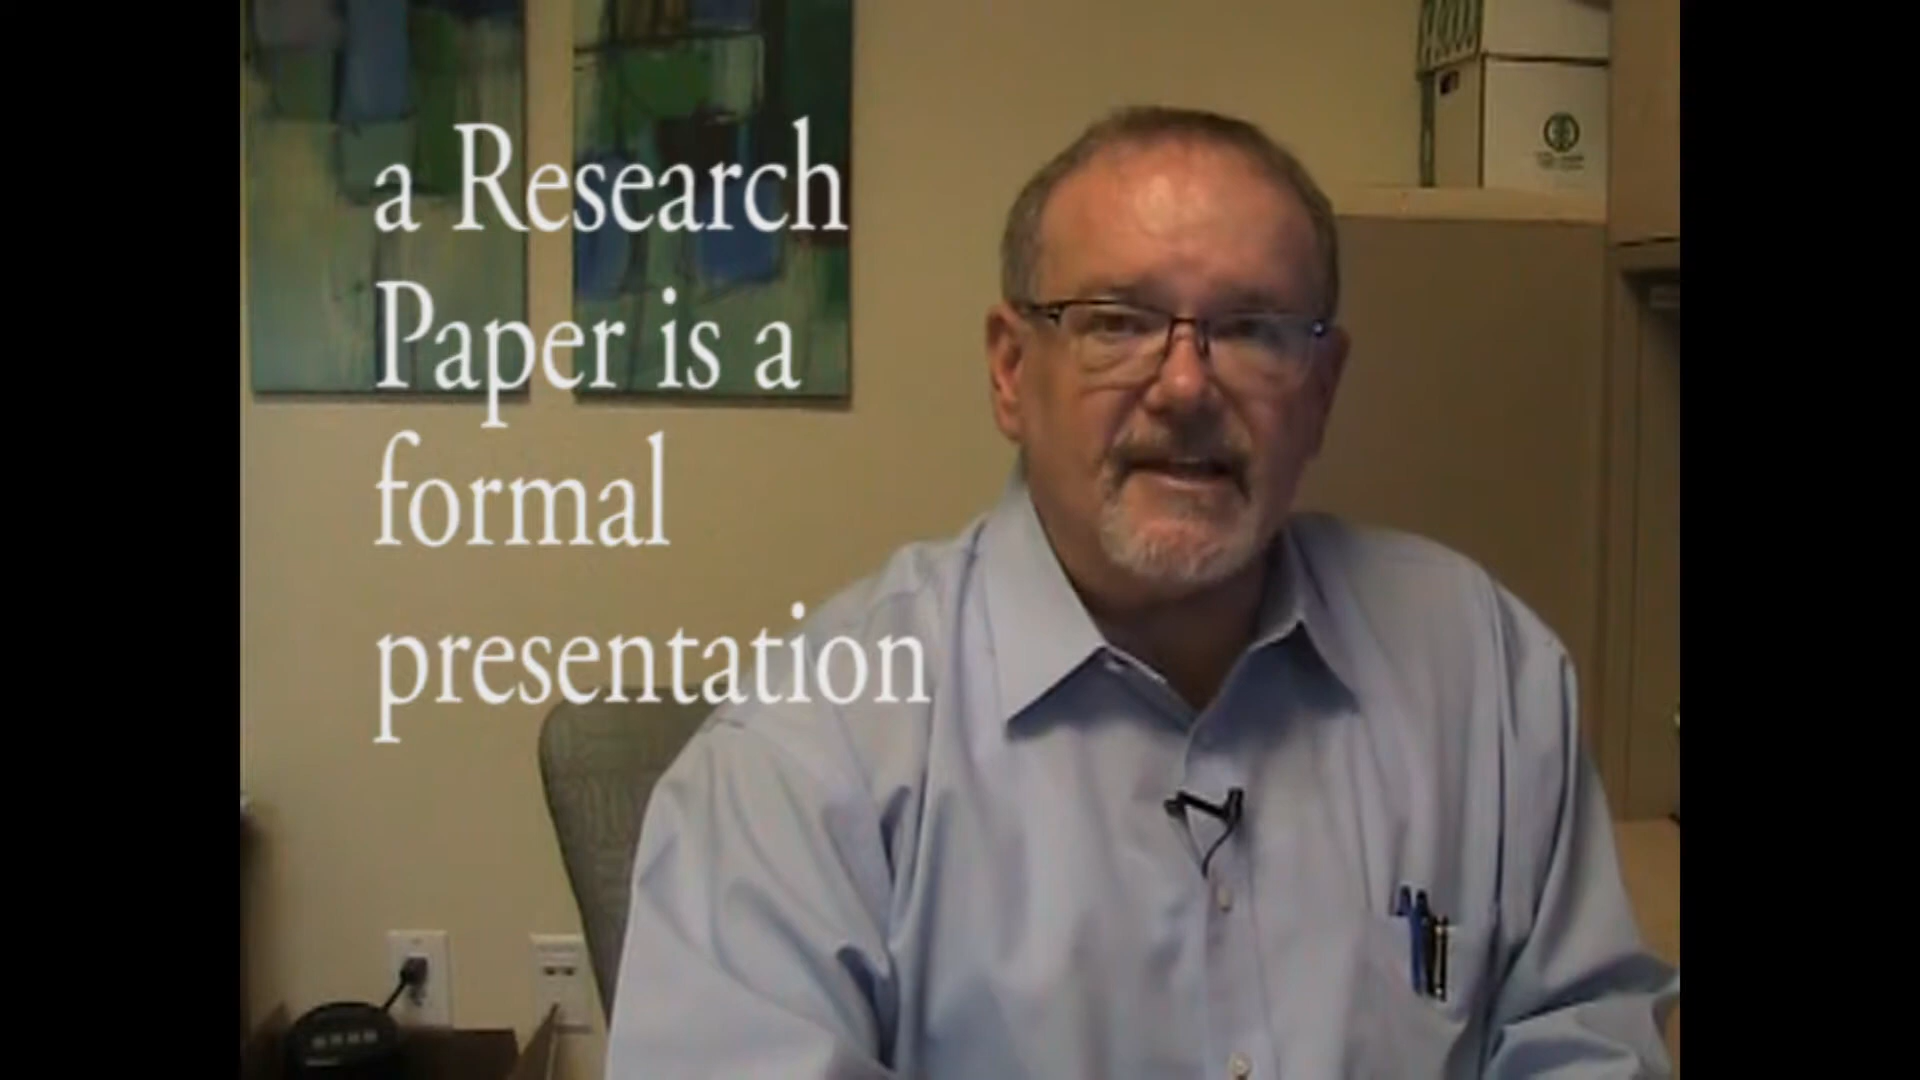 a Research
Paper is a
formal
presentation